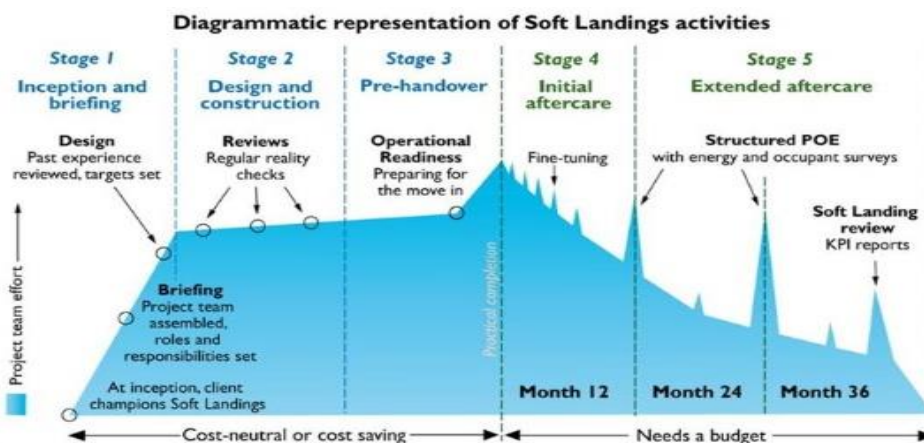 Diagrammatic representation of Soft Landings activities
Stage 1
Inception and
briefing
Stage 2
Design and
construction
Stage 3
Pre-handover
Stage 4
Initial
aftercare
Stage 5
Extended aftercare
Design
Past experience
reviewed, targets set
Reviews
Regular reality
checks
Operational
Readiness
Preparing for
the move in
Fine-tuning
Structured POE
with energy and occupant surveys
Soft Landing
review
KPI reports
Project team effort
Briefing
Project team
assembled,
roles and
responsibilities set
At inception, client
champions Soft Landings
Practical completion
Month 12
Month 24
Month 36
Cost-neutral or cost saving
Needs a budget